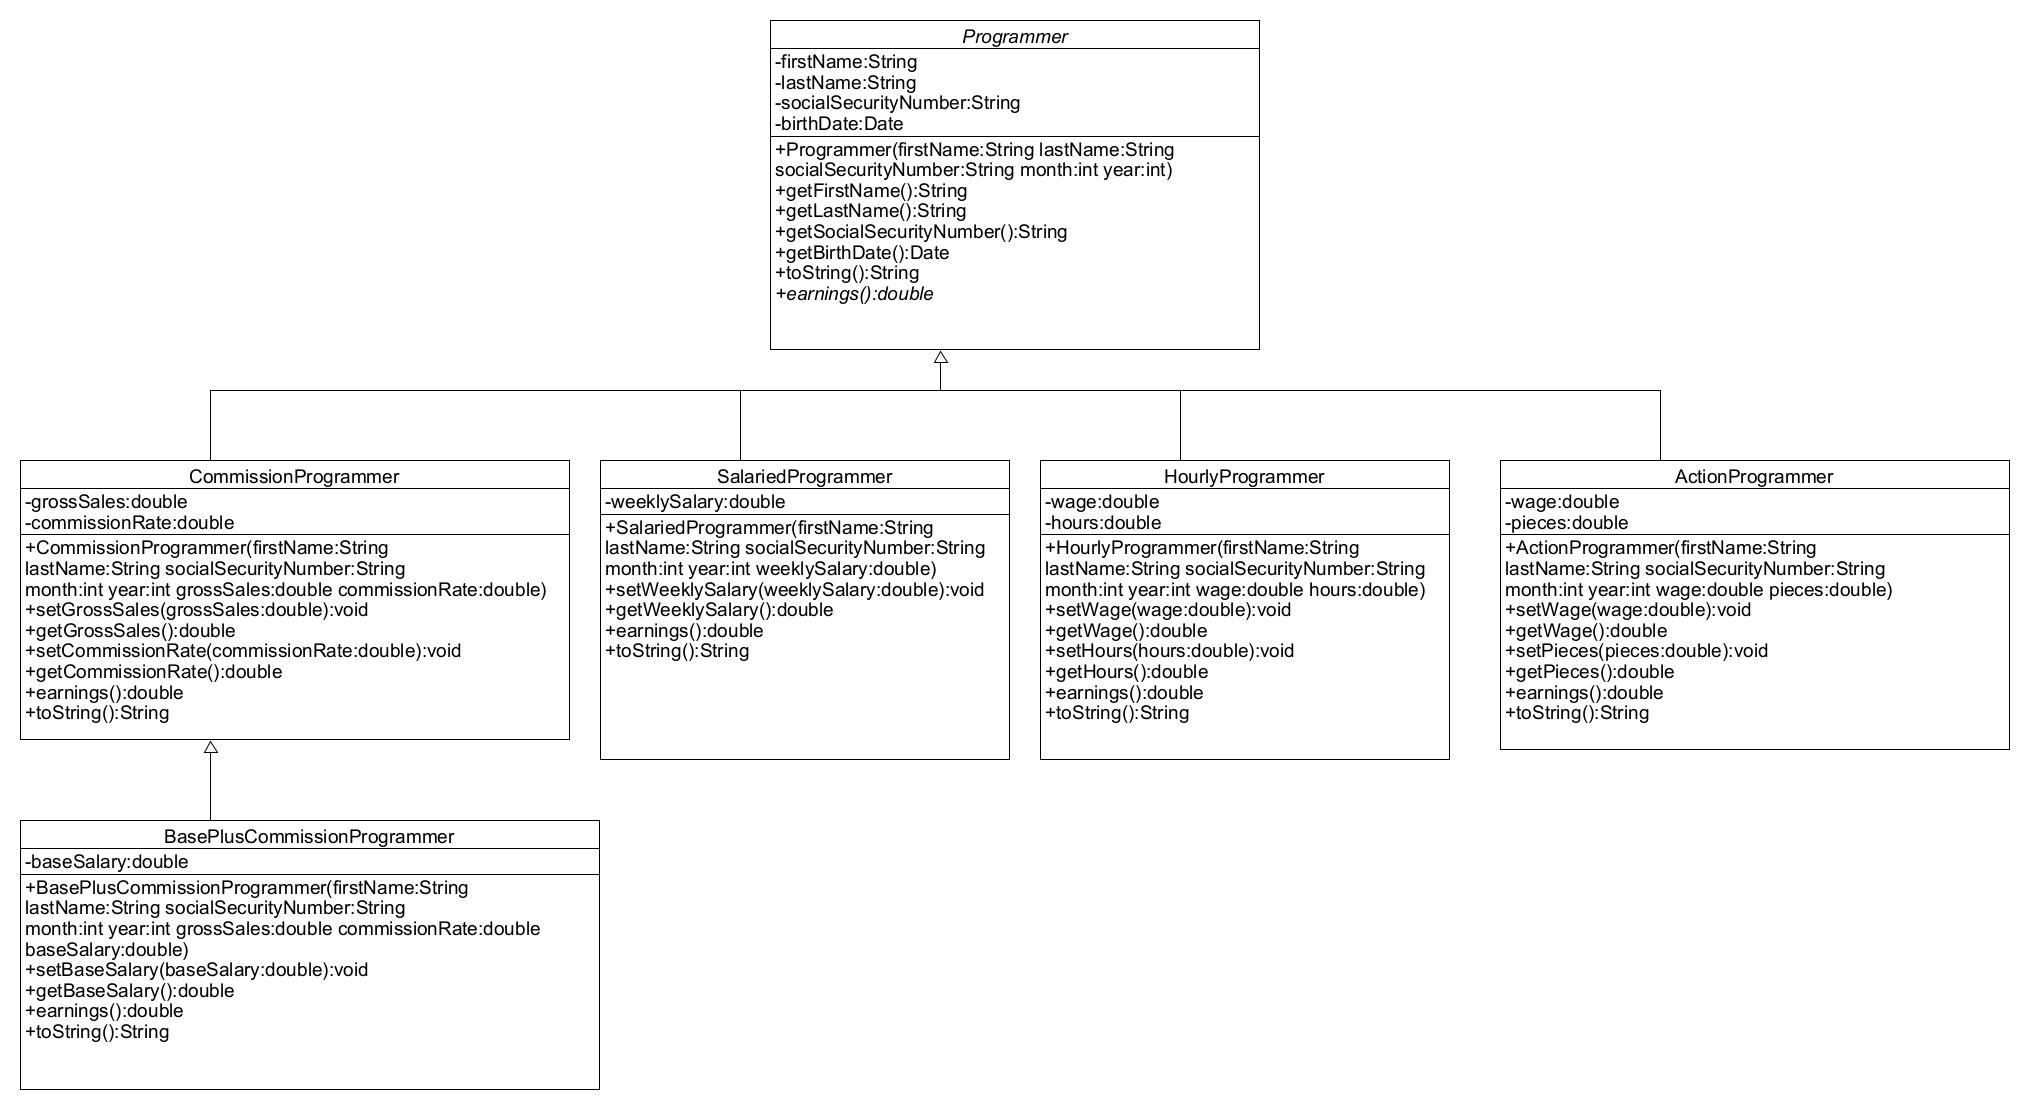 Programmer
-firstName:String
-lastName:String
-socialSecurityNumber:String
-birthDate:Date
+Programmer(firstName:String lastName:String
socialSecurityNumber:String month:int year:int)
+getFirstName():String
+getLastName():String
+getSocialSecurityNumber():String
+getBirthDate():Date
+toString():String
+earnings():double
CommissionProgrammer
-grossSales:double
-commissionRate:double
+CommissionProgrammer(firstName:String
lastName:String socialSecurityNumber:String
month:int year:int grossSales:double commissionRate:double)
+setGrossSales(grossSales:double):void
+getGrossSales():double
+setCommissionRate(commissionRate:double):void
+getCommissionRate():double
+earnings():double
+toString():String
SalariedProgrammer
-weeklySalary:double
+SalariedProgrammer(firstName:String
lastName:String socialSecurityNumber:String
month:int year:int weeklySalary:double)
+setWeeklySalary(weeklySalary:double):void
+getWeeklySalary():double
+earnings():double
+toString():String
HourlyProgrammer
-wage:double
-hours:double
+HourlyProgrammer(firstName:String
lastName:String socialSecurityNumber:String
month:int year:int wage:double hours:double)
+setWage(wage:double):void
+getWage():double
+setHours(hours:double):void
+getHours():double
+earnings():double
+toString():String
ActionProgrammer
-wage:double
-pieces:double
+ActionProgrammer(firstName:String
lastName:String socialSecurityNumber:String
month:int year:int wage:double pieces:double)
+setWage(wage:double):void
+getWage():double
+setPieces(pieces:double):void
+getPieces():double
+earnings():double
+toString():String
BasePlusCommissionProgrammer
-baseSalary:double
+BasePlusCommissionProgrammer(firstName:String
lastName:String socialSecurityNumber:String
month:int year:int grossSales:double commissionRate:double
baseSalary:double)
+setBaseSalary(baseSalary:double):void
+getBaseSalary():double
+earnings():double
+toString():String